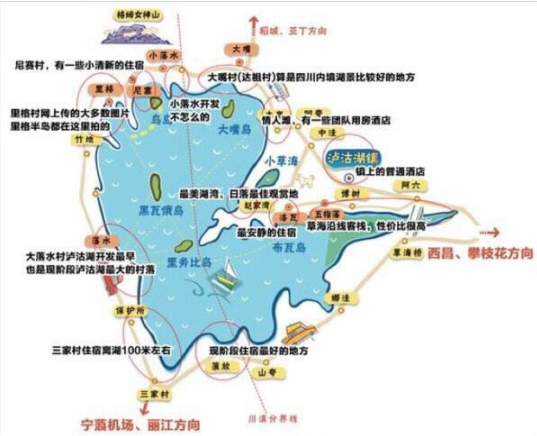 格姆女神山
稻城、亚丁方向
小落水
大嘴
尼赛村，有一些小清新的住宿
大嘴村(达祖村)算是四川内填湖景比较好的地方
里格
尼塞
小落水开发
不怎么的
鸟岛
大嘴岛
里格村网上传的大多数图片
里格半岛都在这里拍的
情人滩，有一些团队用房酒店
竹地
中洼
小草海
泸沽湖镇
镇上的普通酒店
最美湖湾，日落最佳观赏地
博树
阿六
黑瓦俄岛
赵家湾
洛瓦
五指落
草海沿线客栈，性价比很高
最安静的住宿
落水
布瓦岛
西昌、攀枝花方向
大落水村泸沽湖开发最早
也是现阶段泸沽湖最大的村落
里务比岛
草海桥
娜洼
保护所
三家村住宿离湖100米左右
现阶段住宿最好的地方
蒗放
山夸
三家村
宁蒗机场、丽江方向
川滇分界线